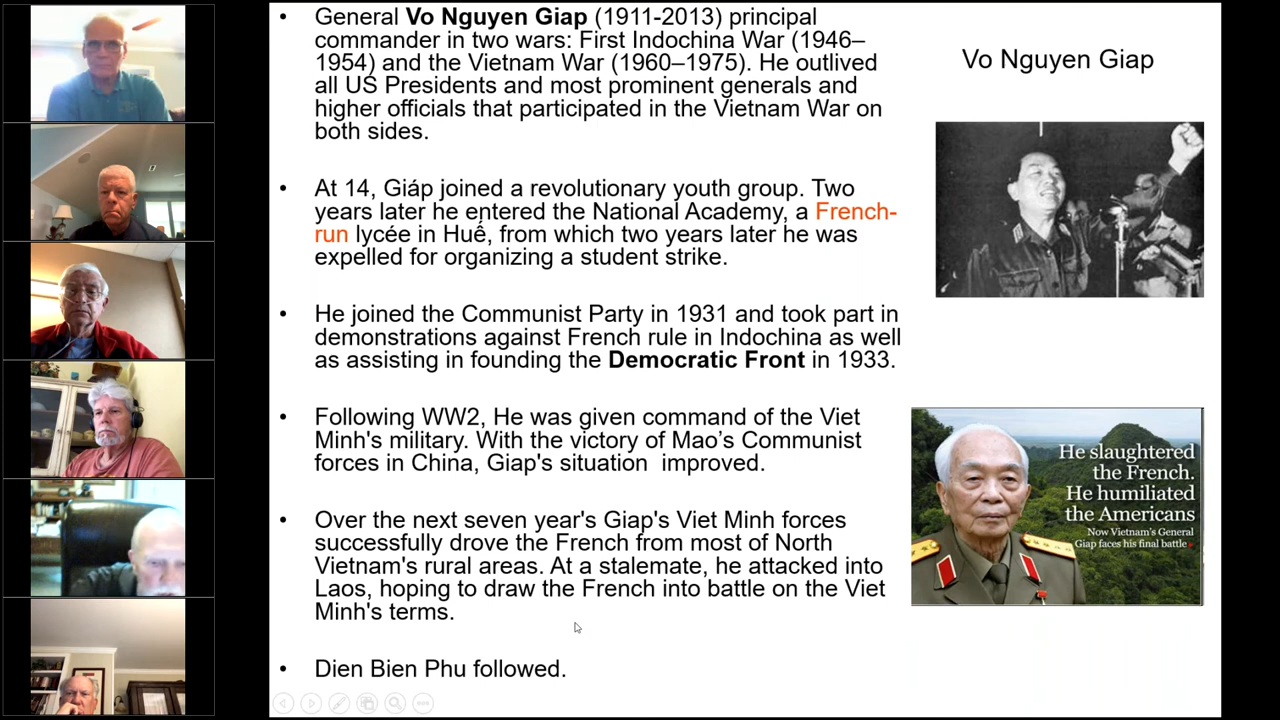 • General Vo Nguyen Giap (1911-2013) principal
commander in two wars: First Indochina War (1946–
1954) and the Vietnam War (1960–1975). He outlived
all US Presidents and most prominent generals and
higher officials that participated in the Vietnam War on
both sides.
• At 14, Giáp joined a revolutionary youth group. Two
years later he entered the National Academy, a French-
run lycée in Huế, from which two years later he was
expelled for organizing a student strike.
• He joined the Communist Party in 1931 and took part in
demonstrations against French rule in Indochina as well
as assisting in founding the Democratic Front in 1933.
• Following WW2, He was given command of the Viet
Minh's military. With the victory of Mao’s Communist
forces in China, Giap's situation  improved.
• Over the next seven year's Giap's Viet Minh forces
successfully drove the French from most of North
Vietnam's rural areas. At a stalemate, he attacked into
Laos, hoping to draw the French into battle on the Viet
Minh's terms.
• Dien Bien Phu followed.
Vo Nguyen Giap
He slaughtered
the French.
He humiliated
the Americans
Now Vietnam's General
Giap faces his final battle